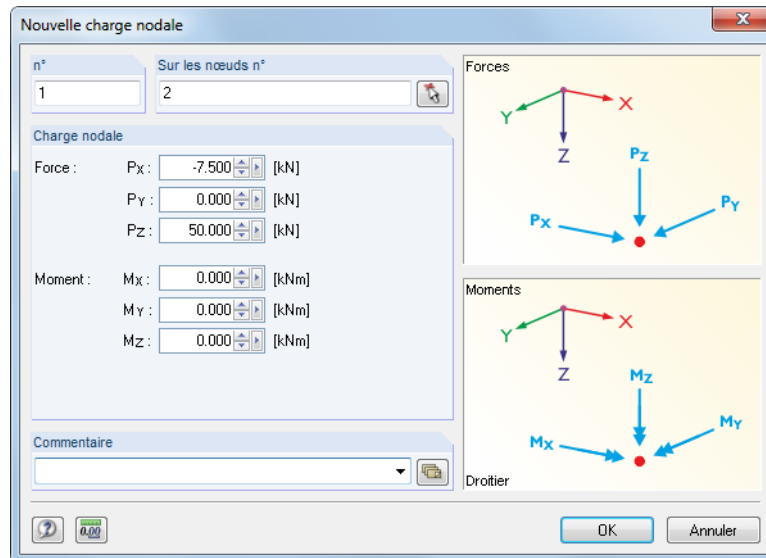 Nouvelle charge nodale
n°
Sur les nœuds n°
1
2
Charge nodale
Force :
PX :
-7.500
[kN]
PY :
0.000
[kN]
PZ :
50.000
[kN]
Moment :
MX :
0.000
[kNm]
MY :
0.000
[kNm]
MZ :
0.000
[kNm]
Commentaire
Forces
X
Y
Z
PZ
PY
PX
Moments
X
Y
Z
MZ
MY
MX
Droitier
0.00
OK
Annuler